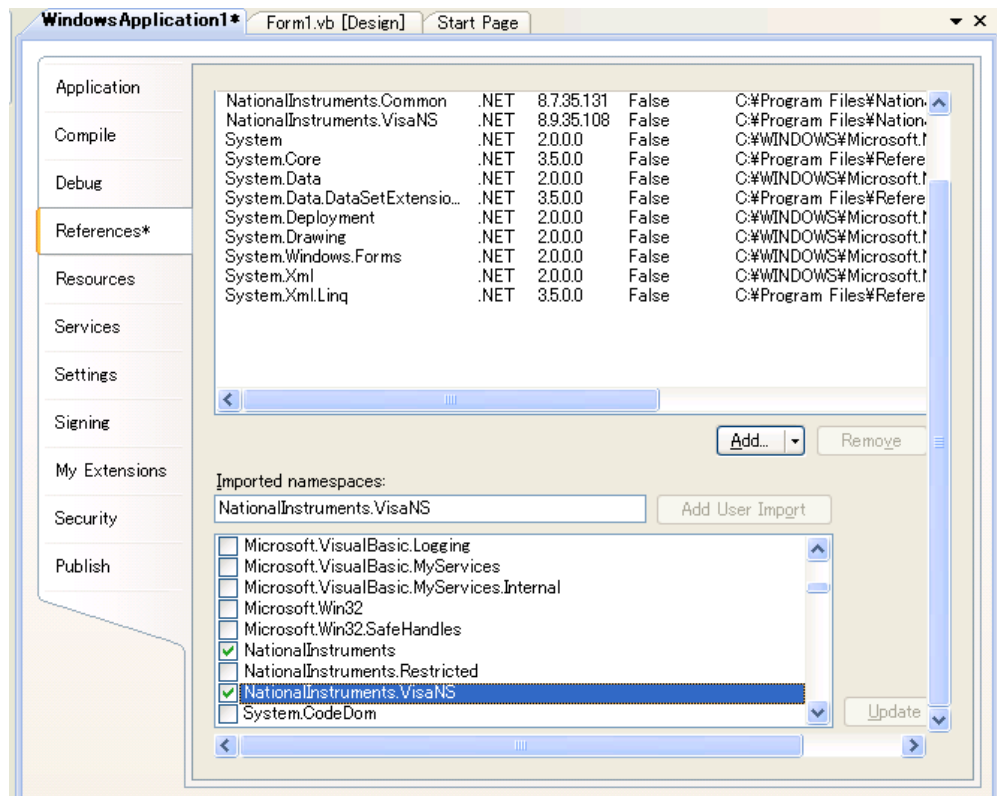 WindowsApplication1* Form1.vb [Design] Start Page
Application
Compile
Debug
References*
Resources
Services
Settings
Signing
My Extensions
Security
Publish
NationalInstruments.Common .NET 8.7.35.131 False C:¥Program Files¥Nation
NationalInstruments.VisaNS .NET 8.9.35.108 False C:¥Program Files¥Nation
System .NET 2.0.0.0 False C:¥WINDOWS¥Microsoft.
System.Core .NET 3.5.0.0 False C:¥Program Files¥Refere
System.Data .NET 2.0.0.0 False C:¥WINDOWS¥Microsoft.
System.Data.DataSetExtensio... .NET 3.5.0.0 False C:¥Program Files¥Refere
System.Deployment .NET 2.0.0.0 False C:¥WINDOWS¥Microsoft.
System.Drawing .NET 2.0.0.0 False C:¥WINDOWS¥Microsoft.
System.Windows.Forms .NET 2.0.0.0 False C:¥WINDOWS¥Microsoft.
System.Xml .NET 2.0.0.0 False C:¥WINDOWS¥Microsoft.
System.Xml.Linq .NET 3.5.0.0 False C:¥Program Files¥Refere
Add... Remove
Imported namespaces:
NationalInstruments.VisaNS Add User Import
Microsoft.VisualBasic.Logging
Microsoft.VisualBasic.MyServices
Microsoft.VisualBasic.MyServices.Internal
Microsoft.Win32
Microsoft.Win32.SafeHandles
NationalInstruments
NationalInstruments.Restricted
NationalInstruments.VisaNS
System.CodeDom
Update